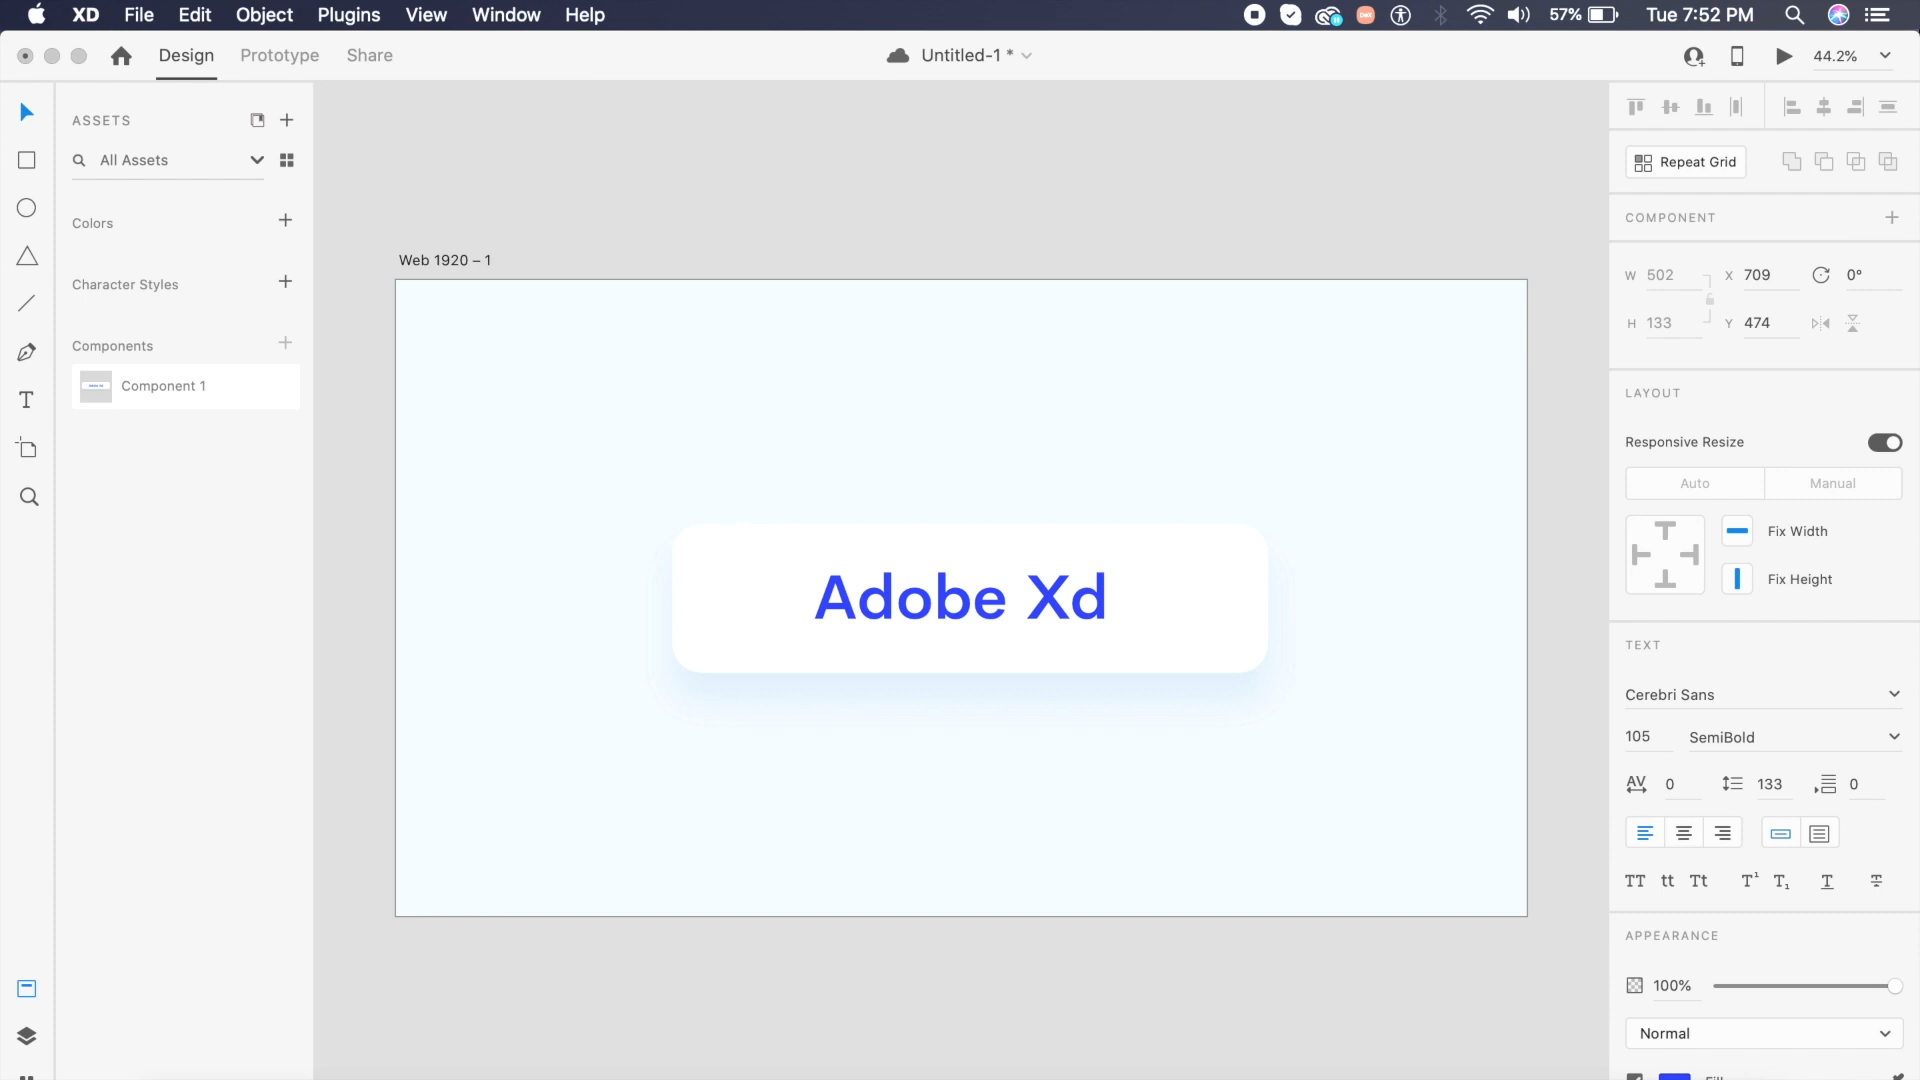 XD File Edit Object Plugins View Window Help 57% Tue 7:52 PM
Design Prototype Share Untitled-1 * 44.2%
ASSETS
All Assets
Colors
Character Styles
Components
Component 1
Web 1920 – 1
Adobe Xd
Repeat Grid
COMPONENT
W 502 X 709 0°
H 133 Y 474
LAYOUT
Responsive Resize
Auto Manual
Fix Width
Fix Height
TEXT
Cerebri Sans
105 SemiBold
AV 0 133 0
TT tt Tt T¹ T₁ T T
APPEARANCE
100%
Normal